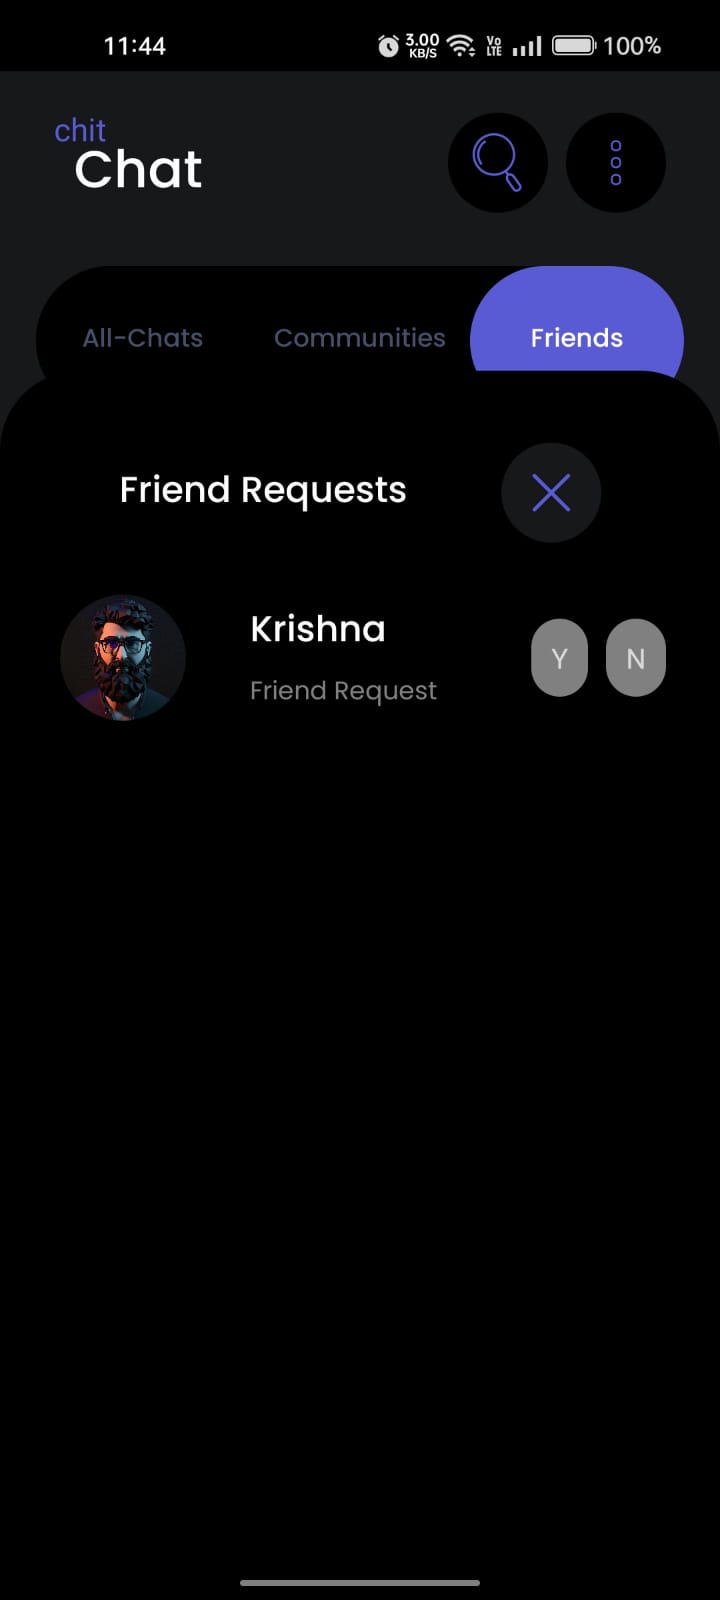 11:44 3.00 KB/S Vo LTE 100%
chit
Chat
All-Chats Communities Friends
Friend Requests
Krishna
Friend Request
Y N